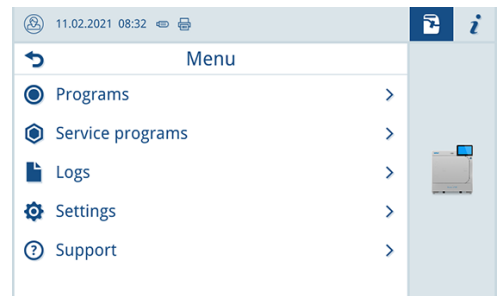 11.02.2021 08:32
i
Menu
Programs
Service programs
Logs
Settings
? Support